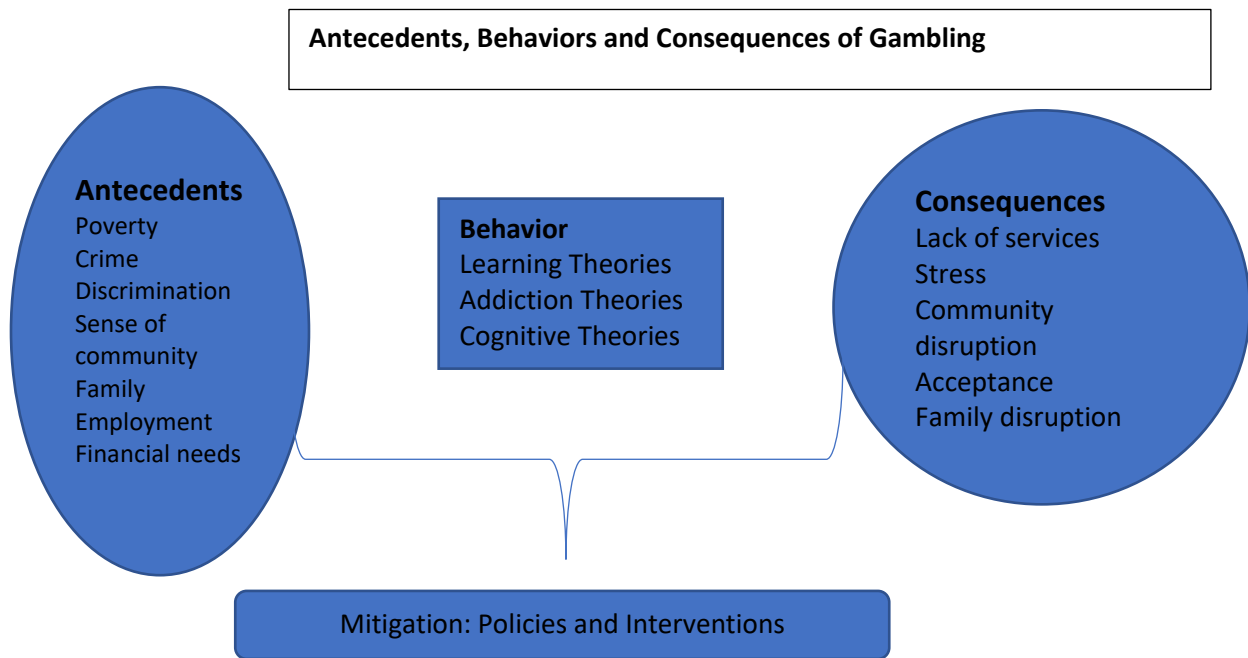 Antecedents, Behaviors and Consequences of Gambling
Antecedents
Poverty
Crime
Discrimination
Sense of
community
Family
Employment
Financial needs
Behavior
Learning Theories
Addiction Theories
Cognitive Theories
Consequences
Lack of services
Stress
Community
disruption
Acceptance
Family disruption
Mitigation: Policies and Interventions